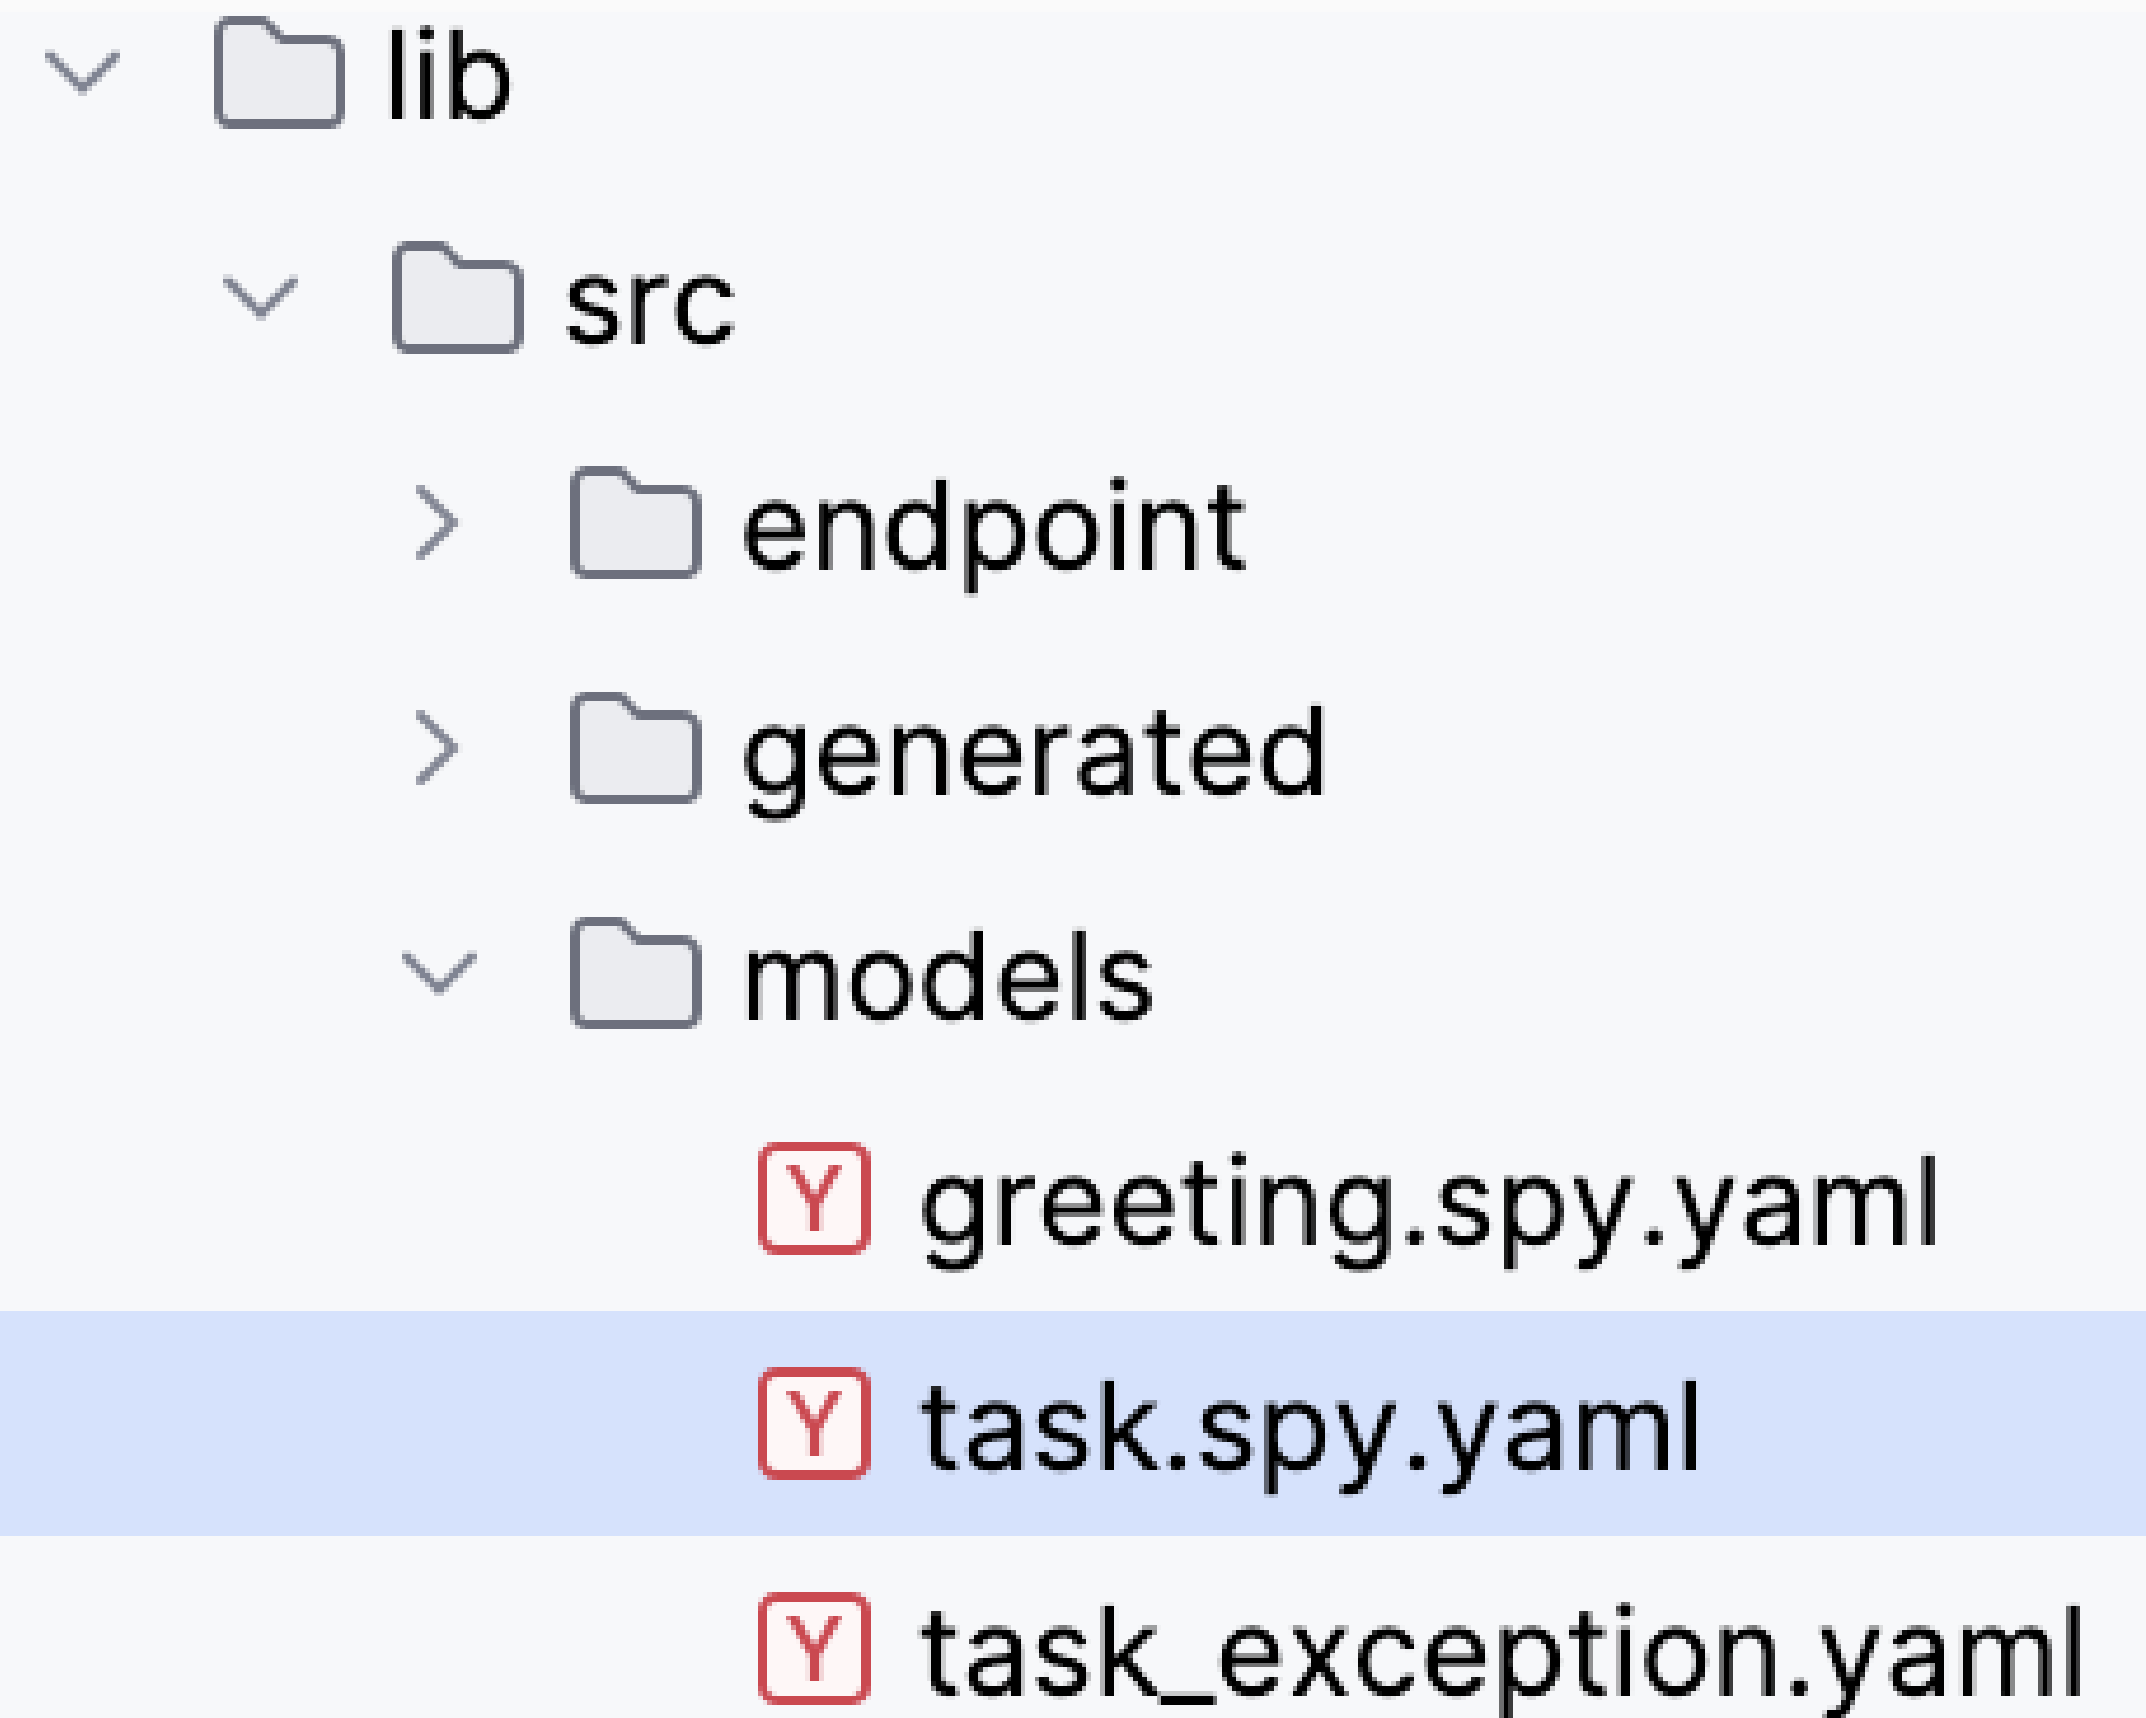 lib
src
endpoint
generated
models
Y greeting.spy.yaml
Y task.spy.yaml
Y task_exception.yaml